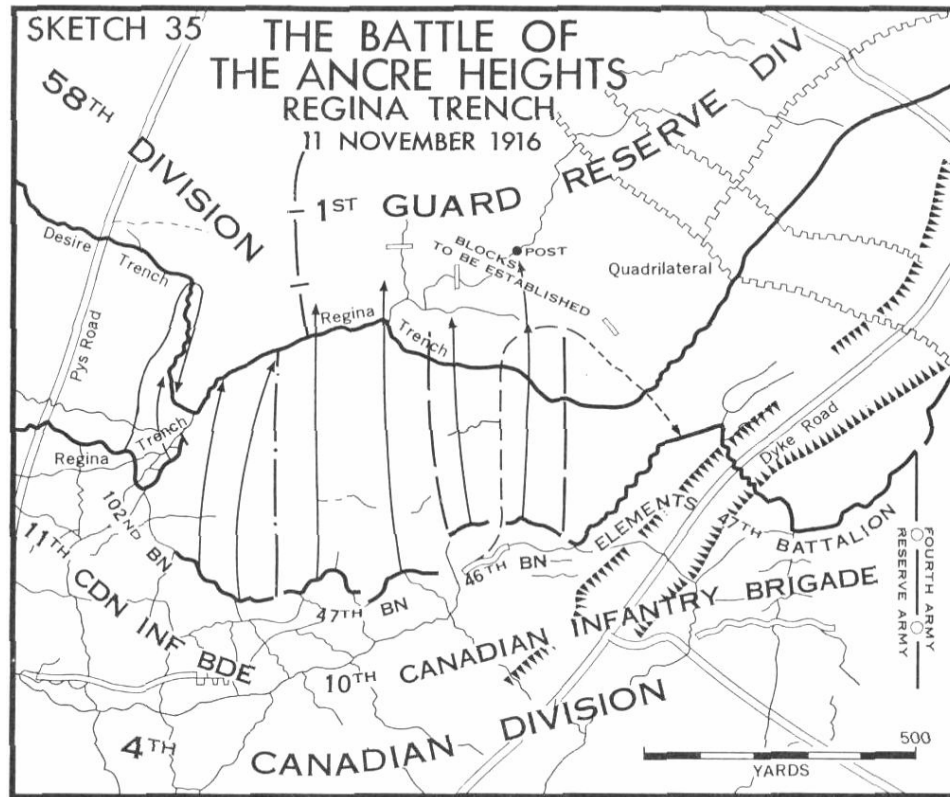 SKETCH 35
THE BATTLE OF
THE ANCRE HEIGHTS
REGINA TRENCH
11 NOVEMBER 1916
58TH
DIVISION
1ST GUARD RESERVE DIV
BLOCKS
TO BE ESTABLISHED
POST
Quadrilateral
Desire
Trench
Pys Road
Regina
Trench
Regina
Trench
Dyke Road
102ND BN
11TH
CDN INF BDE
47TH BN
46TH BN
ELEMENTS 47TH BATTALION
10TH CANADIAN INFANTRY BRIGADE
4TH CANADIAN DIVISION
FOURTH ARMY
RESERVE ARMY
500
YARDS